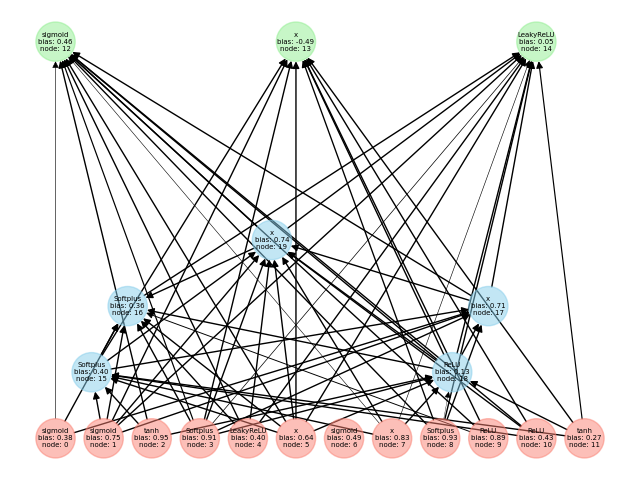 sigmoid
bias: 0.46
node: 12
x
bias: -0.49
node: 13
LeakyReLU
bias: 0.05
node: 14
x
bias: 0.74
node: 19
Softplus
bias: 0.36
node: 16
x
bias: 0.71
node: 17
Softplus
bias: 0.40
node: 15
ReLU
bias: 0.13
node: 18
sigmoid
bias: 0.38
node: 0
sigmoid
bias: 0.75
node: 1
tanh
bias: 0.95
node: 2
Softplus
bias: 0.91
node: 3
LeakyReLU
bias: 0.40
node: 4
x
bias: 0.64
node: 5
sigmoid
bias: 0.49
node: 6
x
bias: 0.83
node: 7
Softplus
bias: 0.93
node: 8
ReLU
bias: 0.89
node: 9
ReLU
bias: 0.43
node: 10
tanh
bias: 0.27
node: 11